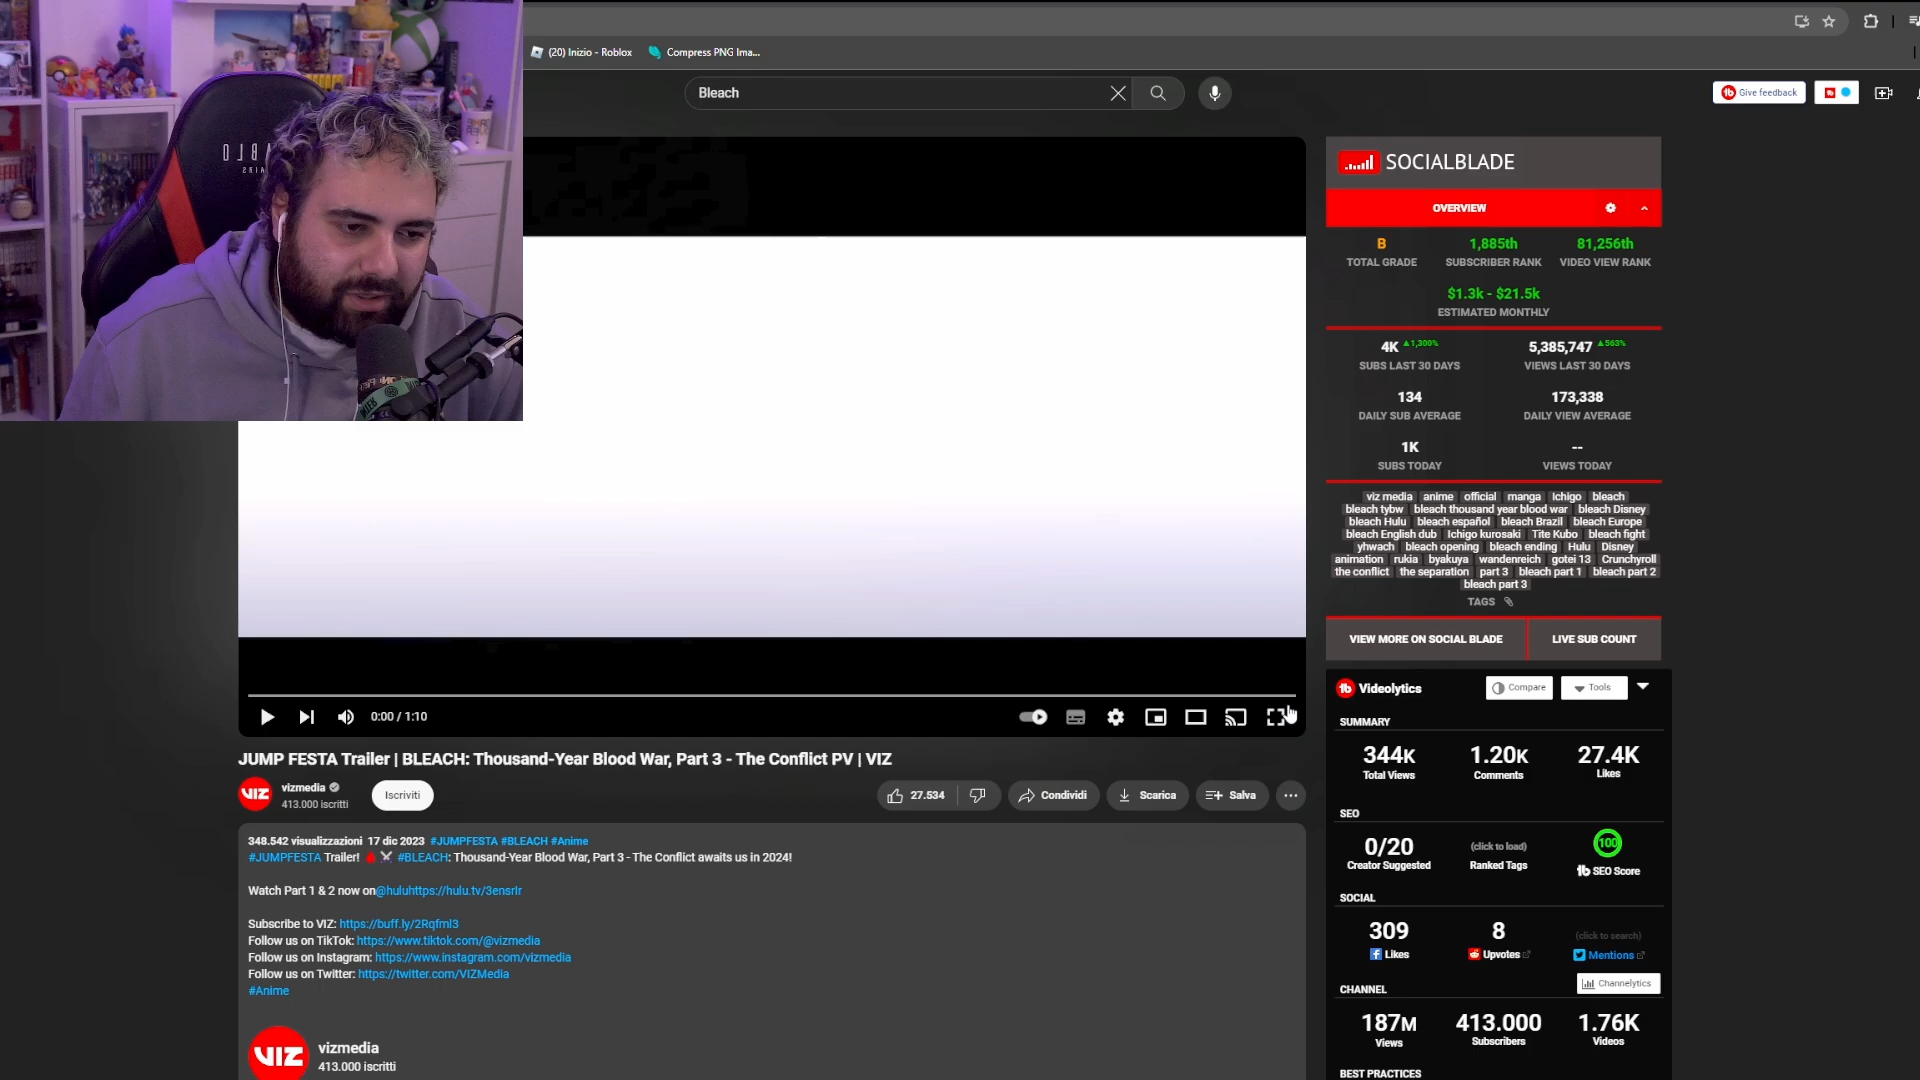 (20) Inizio - Roblox
Compress PNG Ima...
Bleach
Give feedback
SOCIALBLADE
OVERVIEW
B
1,885th
81,256th
TOTAL GRADE
SUBSCRIBER RANK
VIDEO VIEW RANK
$1.3k - $21.5k
ESTIMATED MONTHLY
4K ▲1,300%
5,385,747 ▲563%
SUBS LAST 30 DAYS
VIEWS LAST 30 DAYS
134
173,338
DAILY SUB AVERAGE
DAILY VIEW AVERAGE
1K
--
SUBS TODAY
VIEWS TODAY
viz media anime official manga Ichigo bleach
bleach tybw bleach thousand year blood war bleach Disney
bleach Hulu bleach español bleach Brazil bleach Europe
bleach English dub Ichigo kurosaki Tite Kubo bleach fight
yhwach bleach opening bleach ending Hulu Disney
animation rukia byakuya wandenreich gotei 13 Crunchyroll
the conflict the separation part 3 bleach part 1 bleach part 2
bleach part 3
TAGS
VIEW MORE ON SOCIAL BLADE
LIVE SUB COUNT
0:00 / 1:10
JUMP FESTA Trailer | BLEACH: Thousand-Year Blood War, Part 3 - The Conflict PV | VIZ
VIZ
vizmedia
413.000 iscritti
Iscriviti
27.534
Condividi
Scarica
Salva
348.542 visualizzazioni 17 dic 2023 #JUMPFESTA #BLEACH #Anime
#JUMPFESTA Trailer! #BLEACH: Thousand-Year Blood War, Part 3 - The Conflict awaits us in 2024!
Watch Part 1 & 2 now on@huluhttps://hulu.tv/3ensrIr
Subscribe to VIZ: https://buff.ly/2Rqfml3
Follow us on TikTok: https://www.tiktok.com/@vizmedia
Follow us on Instagram: https://www.instagram.com/vizmedia
Follow us on Twitter: https://twitter.com/VIZMedia
#Anime
VIZ
vizmedia
413.000 iscritti
tb Videolytics
Compare
Tools
SUMMARY
344K
1.20K
27.4K
Total Views
Comments
Likes
SEO
0/20
(click to load)
100
Creator Suggested
Ranked Tags
tb SEO Score
SOCIAL
309
8
(click to search)
Likes
Upvotes
Mentions
CHANNEL
Channelytics
187M
413.000
1.76K
Views
Subscribers
Videos
BEST PRACTICES